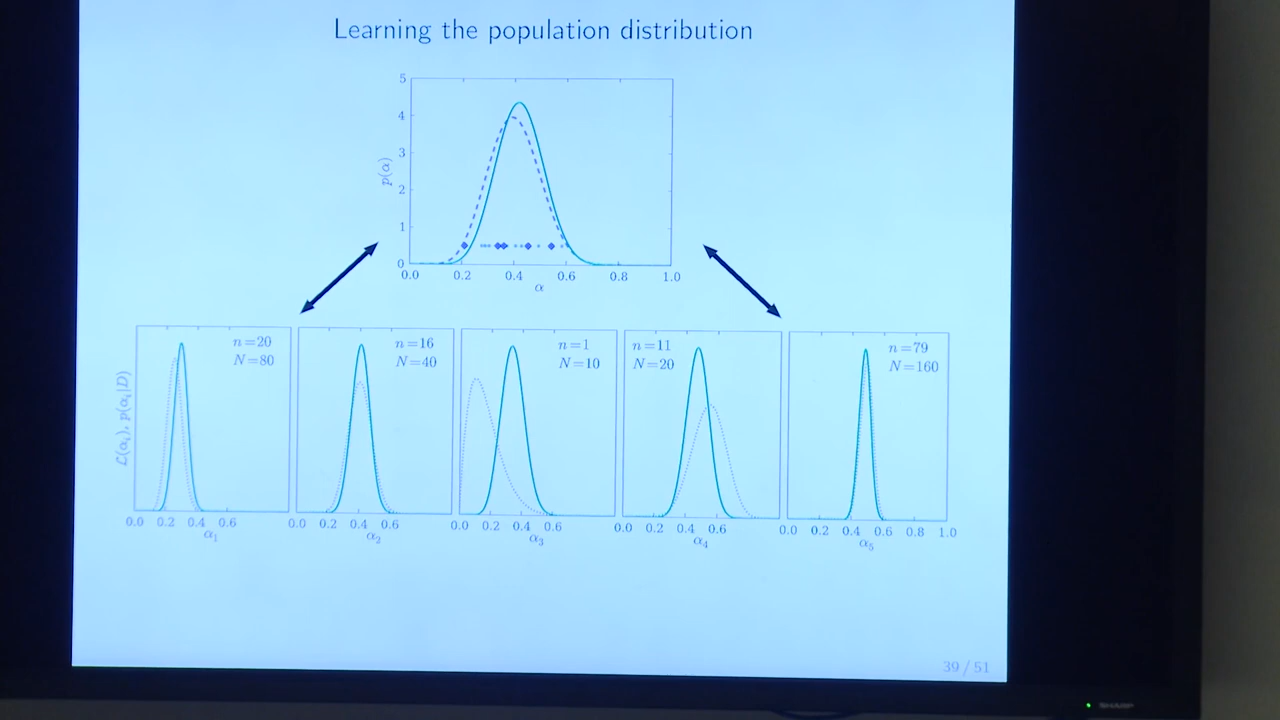 Learning the population distribution
5
4
3
2
1
0
p(α)
0.0 0.2 0.4 0.6 0.8 1.0
α
ℒ(αᵢ), p(αᵢ|D)
n=20
N=80
0.0 0.2 0.4 0.6
α₁
n=16
N=40
0.0 0.2 0.4 0.6
α₂
n=1
N=10
0.0 0.2 0.4 0.6
α₃
n=11
N=20
0.0 0.2 0.4 0.6
α₄
n=79
N=160
0.0 0.2 0.4 0.6 0.8 1.0
α₅
39 / 51